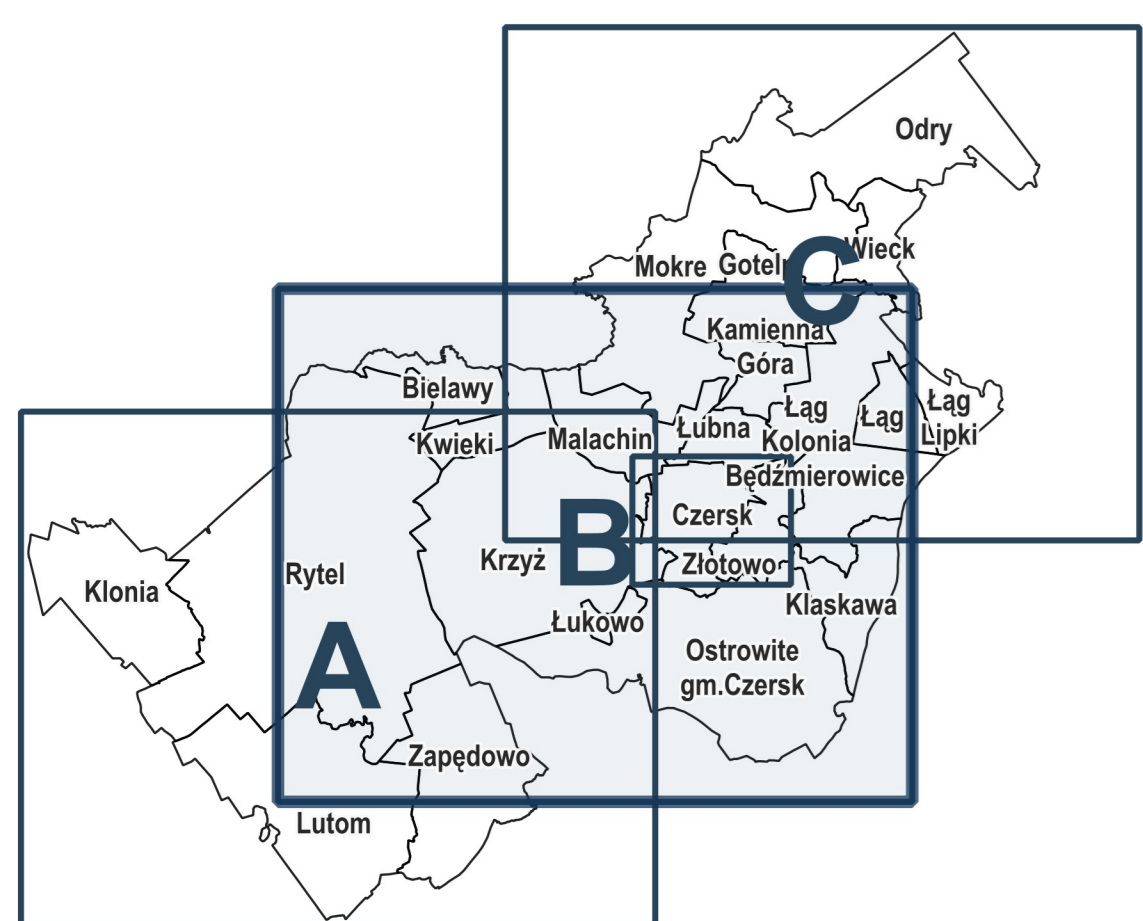 Odry
Wieck
Mokre
Gotelp
C
Kamienna
Góra
Bielawy
Łąg
Kolonia
Łąg
Łąg
Lipki
Kwieki
Malachin
Łubna
Będźmierowice
Czersk
B
Krzyż
Złotowo
Rytel
Klonia
Klaskawa
Łukowo
A
Ostrowite
gm.Czersk
Zapędowo
Lutom